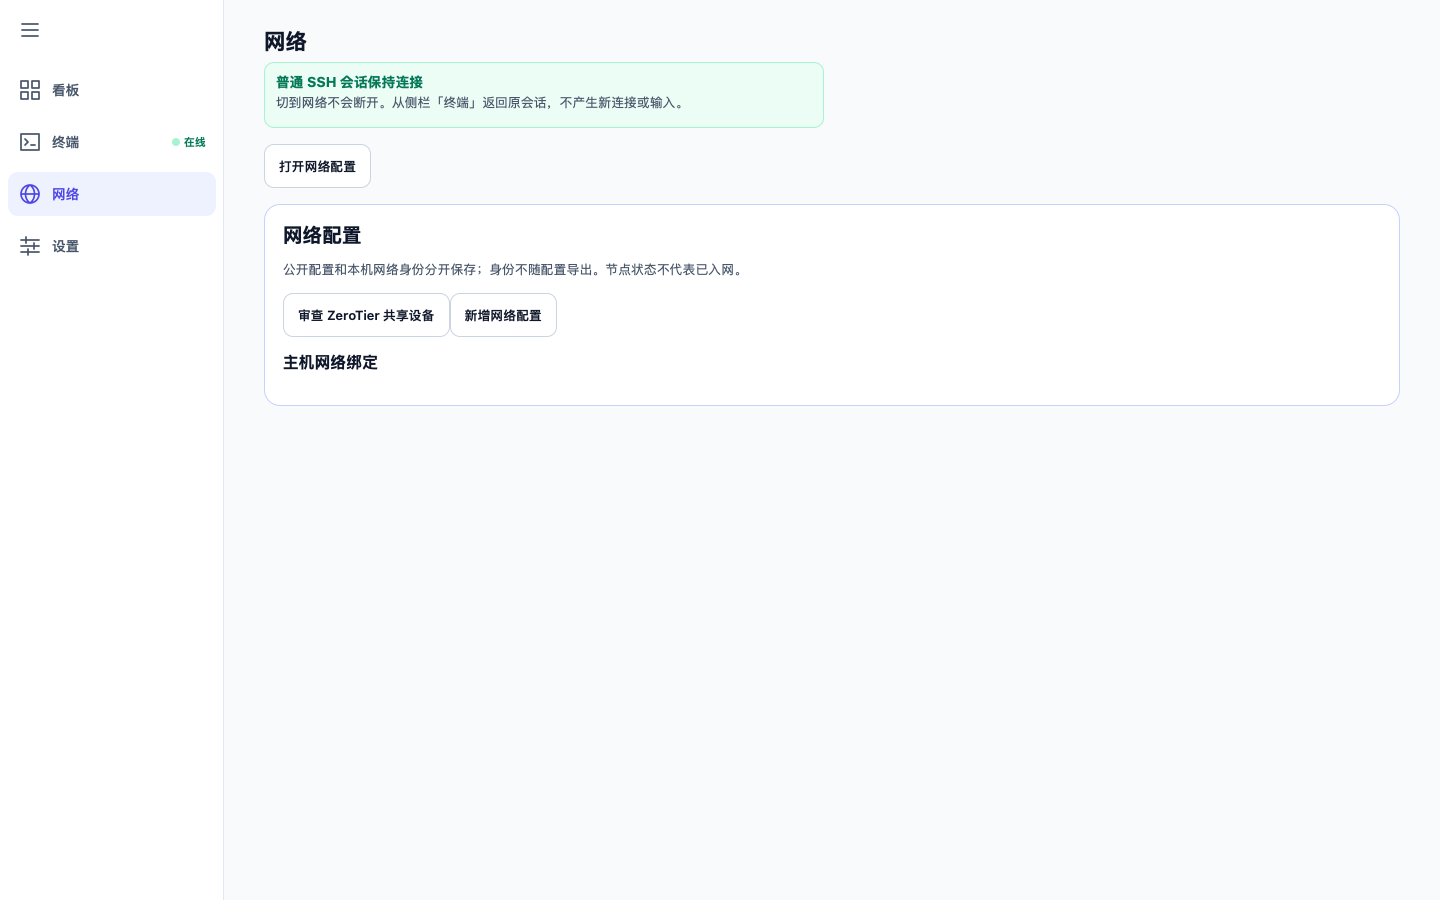 看板
终端
在线
网络
设置
网络
普通 SSH 会话保持连接
切到网络不会断开。从侧栏「终端」返回原会话，不产生新连接或输入。
打开网络配置
网络配置
公开配置和本机网络身份分开保存；身份不随配置导出。节点状态不代表已入网。
审查 ZeroTier 共享设备
新增网络配置
主机网络绑定